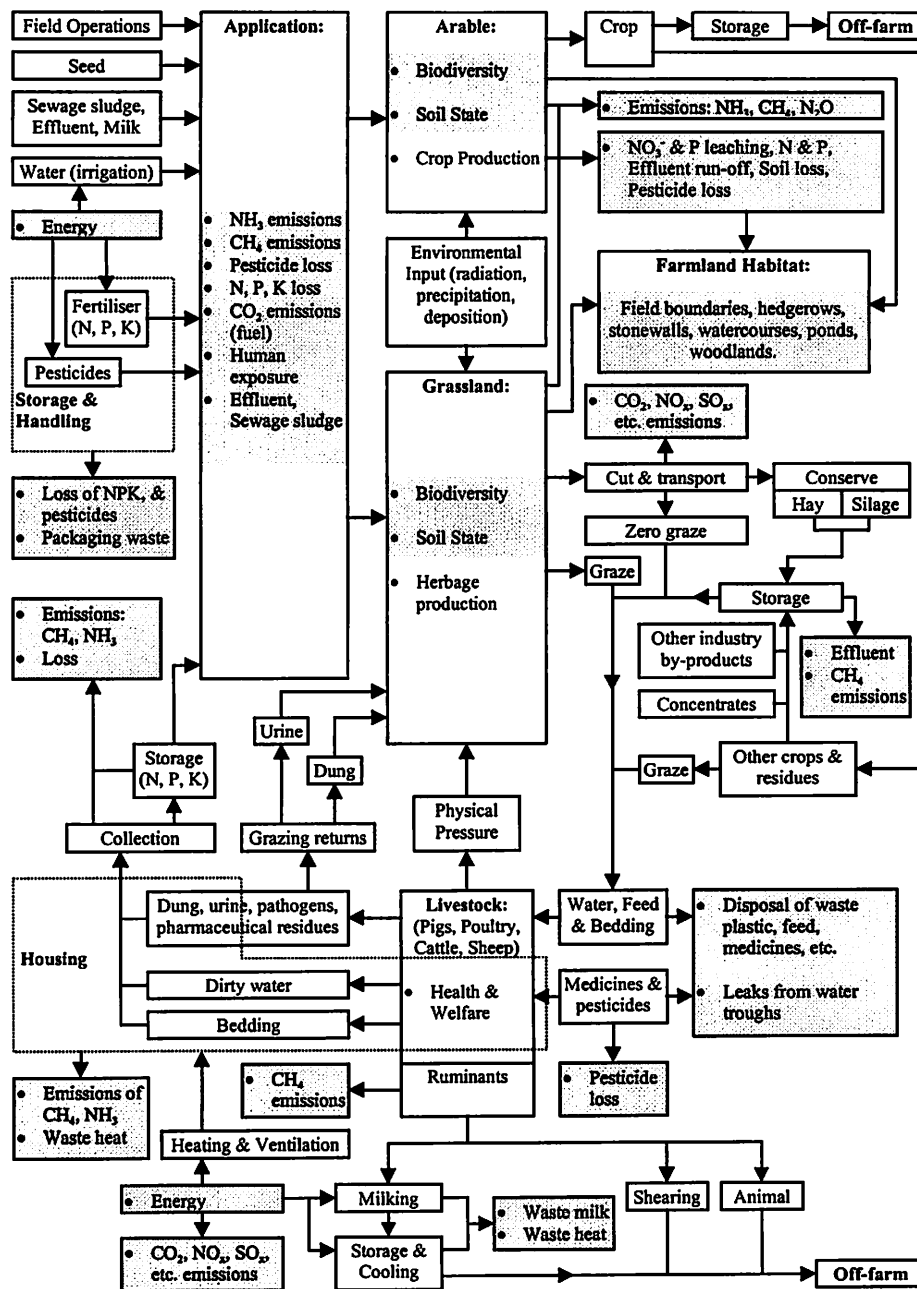 Field Operations
Seed
Sewage sludge,
Effluent, Milk
Water (irrigation)
• Energy
Fertiliser
(N, P, K)
Pesticides
Storage &
Handling
• Loss of NPK, &
pesticides
• Packaging waste
Application:
• NH₃ emissions
• CH₄ emissions
• Pesticide loss
• N, P, K loss
• CO₂ emissions
(fuel)
• Human
exposure
• Effluent,
Sewage sludge
Arable:
• Biodiversity
• Soil State
• Crop Production
Crop
Storage
Off-farm
• Emissions: NH₃, CH₄, N₂O
• NO₃⁻ & P leaching, N & P,
Effluent run-off, Soil loss,
Pesticide loss
Environmental
Input (radiation,
precipitation,
deposition)
Farmland Habitat:
Field boundaries, hedgerows,
stonewalls, watercourses, ponds,
woodlands.
Grassland:
• Biodiversity
• Soil State
• Herbage
production
• CO₂, NOₓ, SOₓ,
etc. emissions
Cut & transport
Conserve
Hay
Silage
Zero graze
Graze
Storage
Other industry
by-products
Concentrates
• Effluent
• CH₄
emissions
Other crops &
residues
Graze
• Emissions:
CH₄, NH₃
• Loss
Storage
(N, P, K)
Collection
Urine
Dung
Grazing returns
Physical
Pressure
Housing
Dung, urine, pathogens,
pharmaceutical residues
Dirty water
Bedding
Livestock:
(Pigs, Poultry,
Cattle, Sheep)
• Health &
Welfare
Ruminants
Water, Feed
& Bedding
Medicines &
pesticides
• Disposal of waste
plastic, feed,
medicines, etc.
• Leaks from water
troughs
• Pesticide
loss
• CH₄
emissions
• Emissions of
CH₄, NH₃
• Waste heat
Heating & Ventilation
• Energy
• CO₂, NOₓ, SOₓ,
etc. emissions
Milking
Storage &
Cooling
• Waste milk
• Waste heat
Shearing
Animal
Off-farm